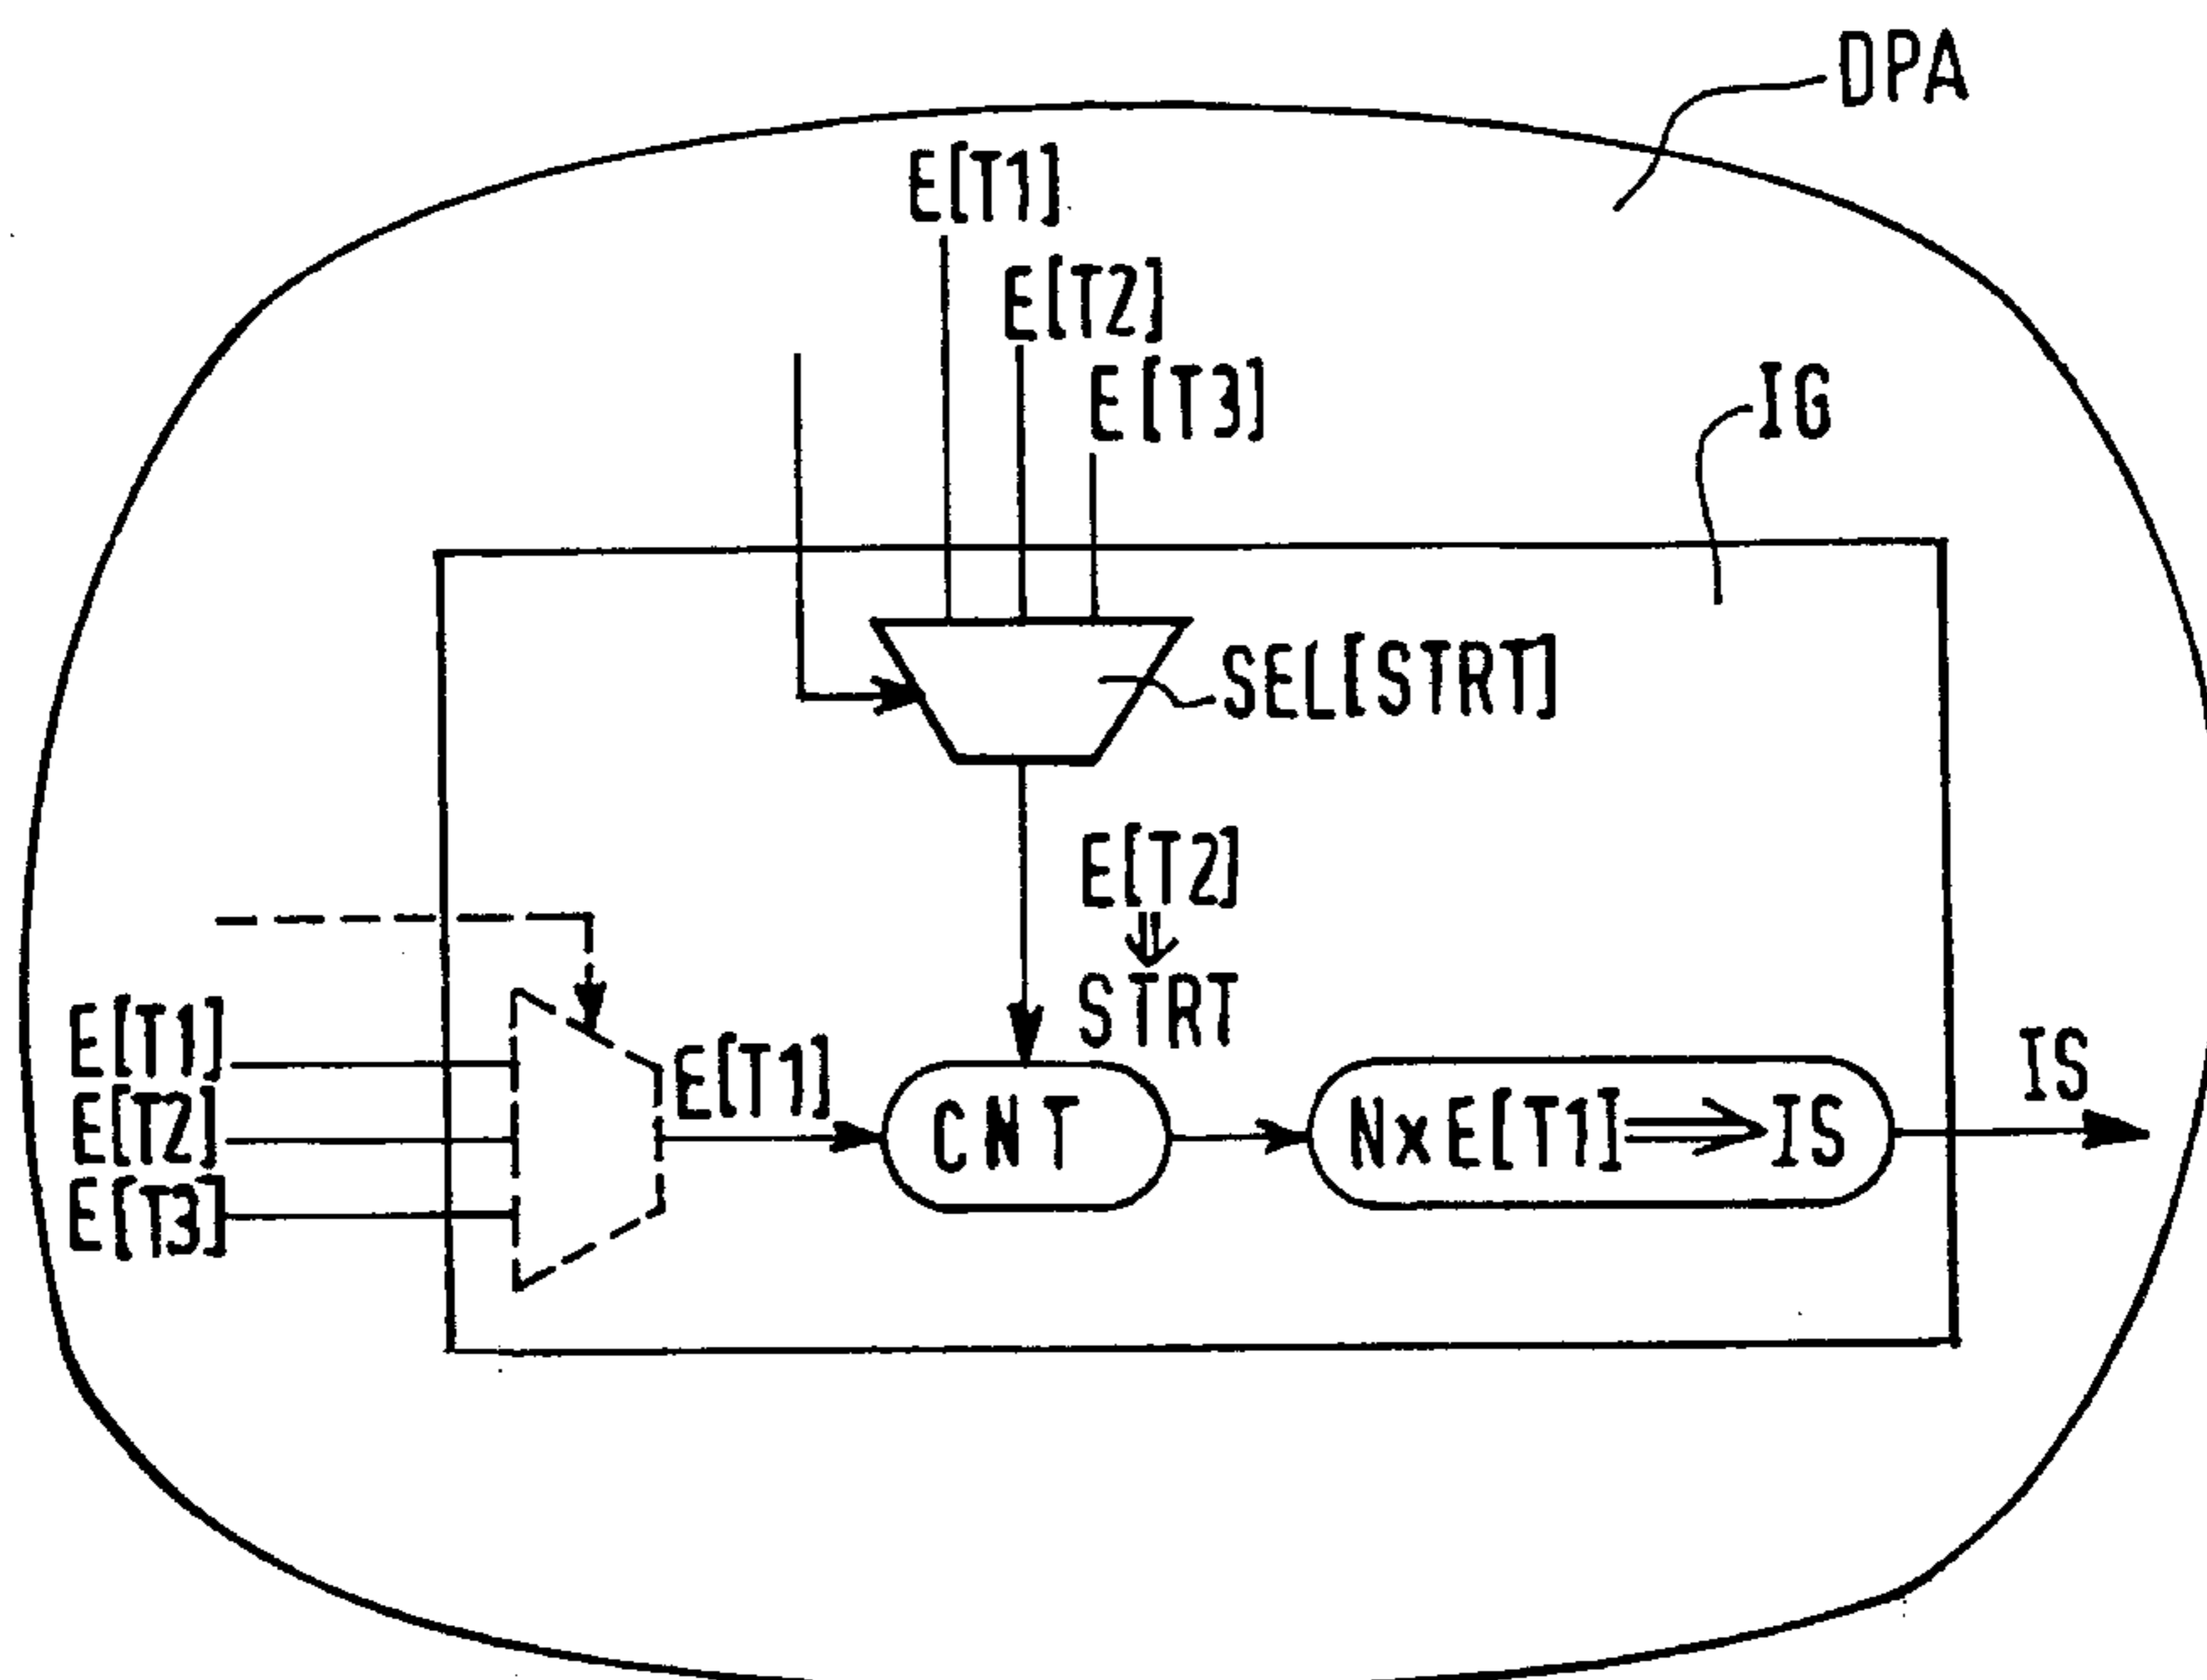 DPA
E[T1]
E[T2]
E[T3]
IG
SEL[STRT]
E[T2]
⇓
STRT
E[T1]
E[T2]
E[T3]
E[T1]
CNT
NxE[T1]⇒IS
IS